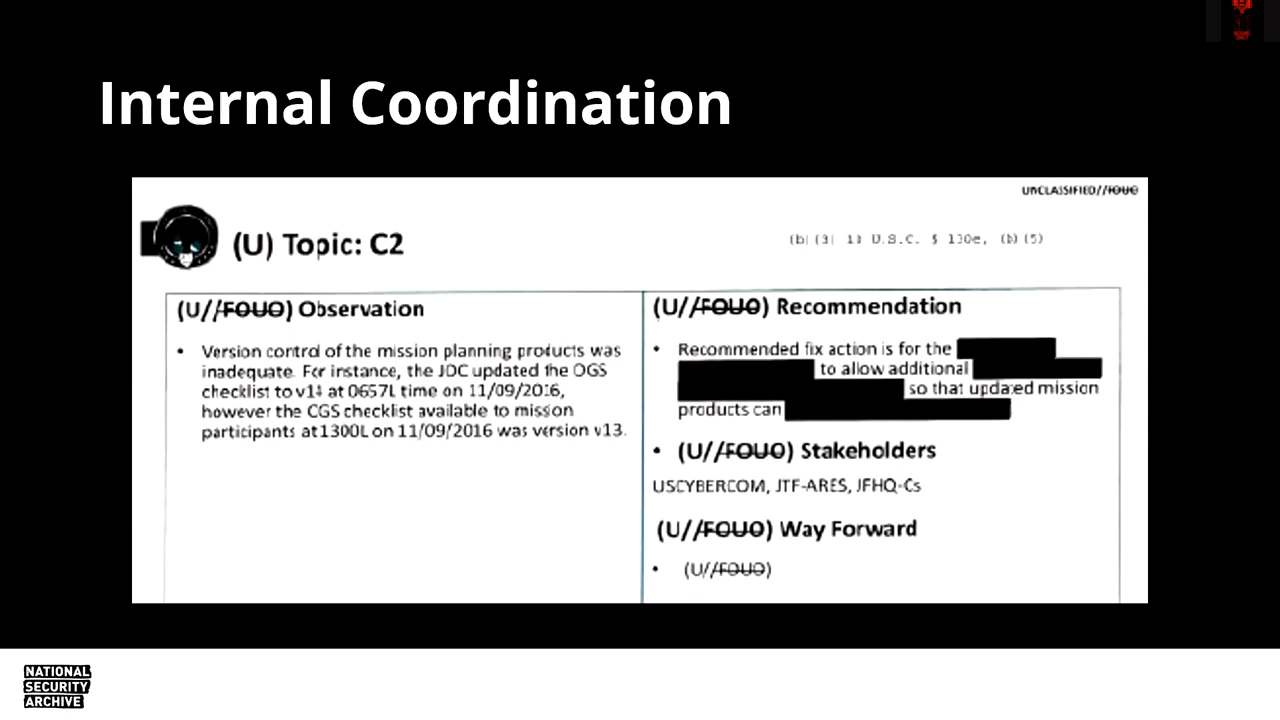 Internal Coordination
UNCLASSIFIED//FOUO
(U) Topic: C2
(b)(3) 10 U.S.C. § 130e, (b)(5)
(U//FOUO) Observation
• Version control of the mission planning products was
inadequate. For instance, the JOC updated the OGS
checklist to v14 at 0657L time on 11/09/2016,
however the CGS checklist available to mission
participants at 1300L on 11/09/2016 was version v13.
(U//FOUO) Recommendation
• Recommended fix action is for the
to allow additional
so that updated mission
products can
• (U//FOUO) Stakeholders
USCYBERCOM, JTF-ARES, JFHQ-Cs
(U//FOUO) Way Forward
• (U//FOUO)
NATIONAL
SECURITY
ARCHIVE